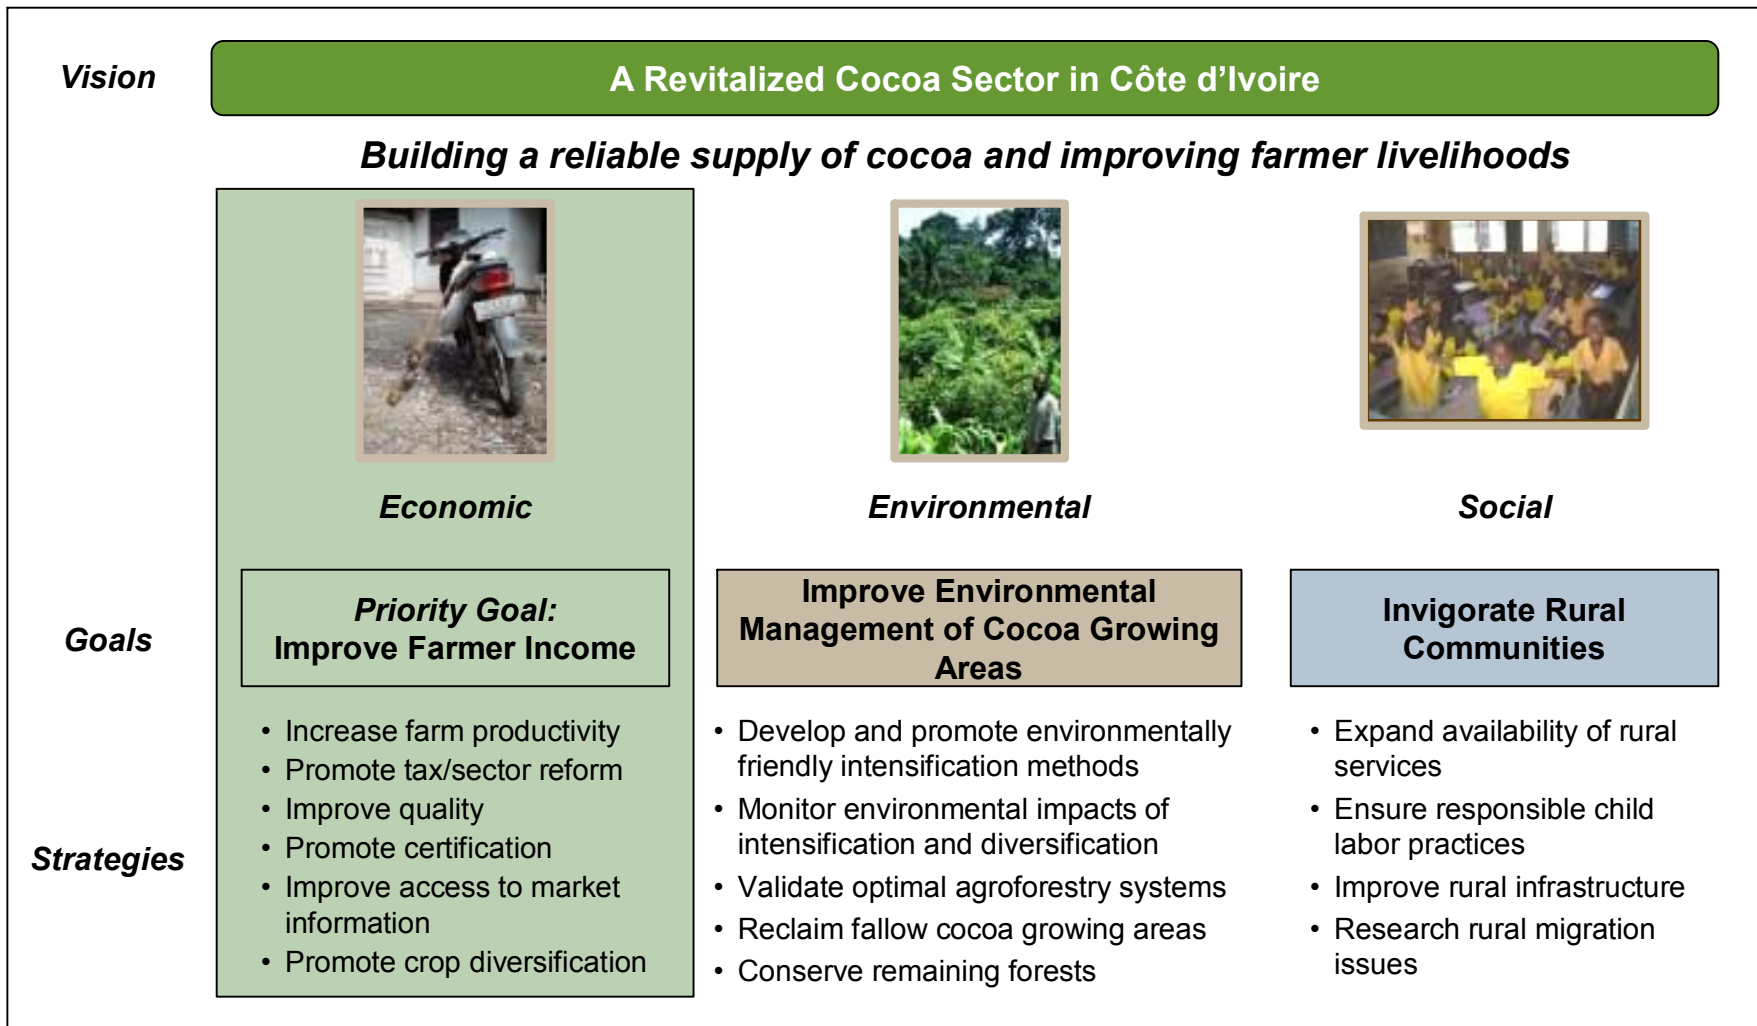 Vision
A Revitalized Cocoa Sector in Côte d’Ivoire
Building a reliable supply of cocoa and improving farmer livelihoods
Economic
Environmental
Social
Goals
Priority Goal:
Improve Farmer Income
Improve Environmental
Management of Cocoa Growing
Areas
Invigorate Rural
Communities
Strategies
• Increase farm productivity
• Promote tax/sector reform
• Improve quality
• Promote certification
• Improve access to market
information
• Promote crop diversification
• Develop and promote environmentally
friendly intensification methods
• Monitor environmental impacts of
intensification and diversification
• Validate optimal agroforestry systems
• Reclaim fallow cocoa growing areas
• Conserve remaining forests
• Expand availability of rural
services
• Ensure responsible child
labor practices
• Improve rural infrastructure
• Research rural migration
issues